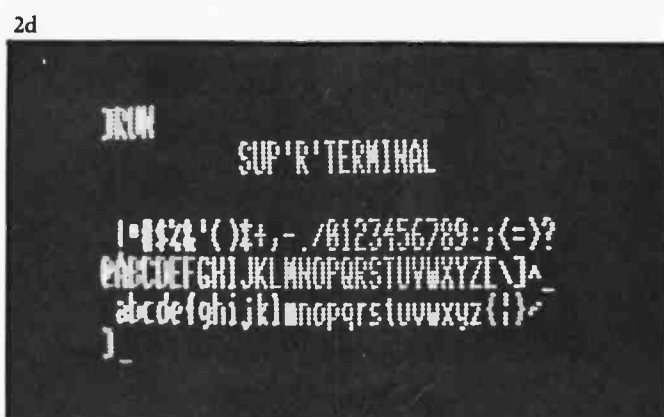 2d
]RUN
SUP'R'TERMINAL
!"#$%&'()*+,-./0123456789:;<=>?
@ABCDEFGHIJKLMNOPQRSTUVWXYZ[\]^_
abcdefghijklmnopqrstuvwxyz{|}~
]_